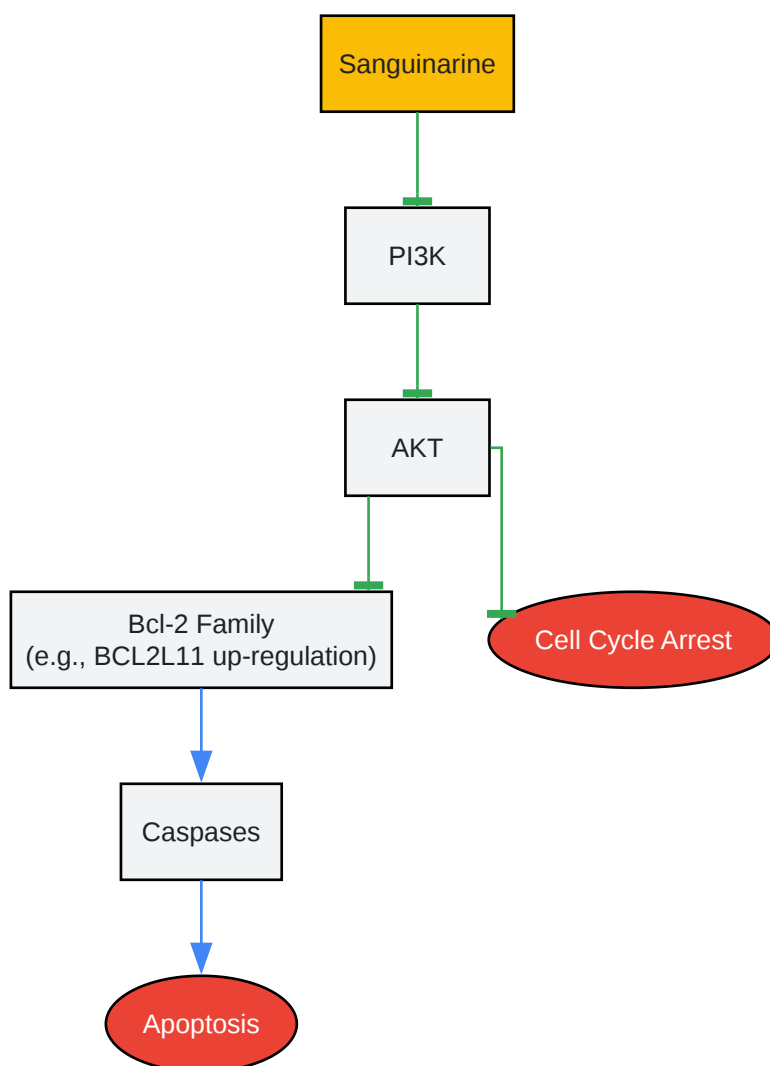 Sanguinarine
PI3K
AKT
Bcl-2 Family
(e.g., BCL2L11 up-regulation)
Cell Cycle Arrest
Caspases
Apoptosis